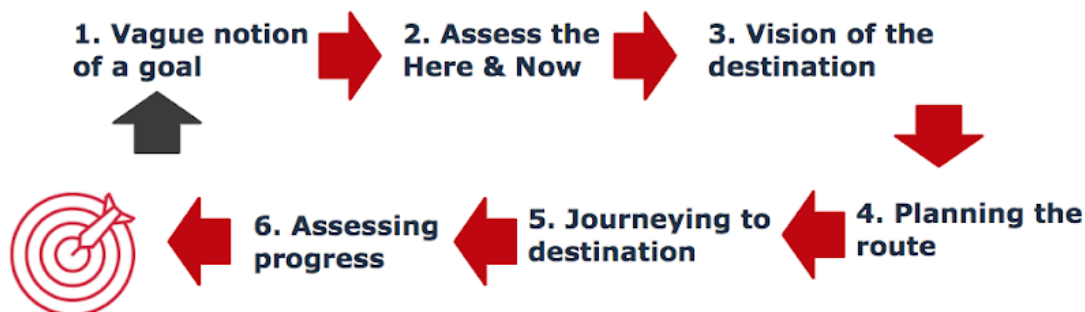 1. Vague notion
of a goal
2. Assess the
Here & Now
3. Vision of the
destination
4. Planning the
route
5. Journeying to
destination
6. Assessing
progress